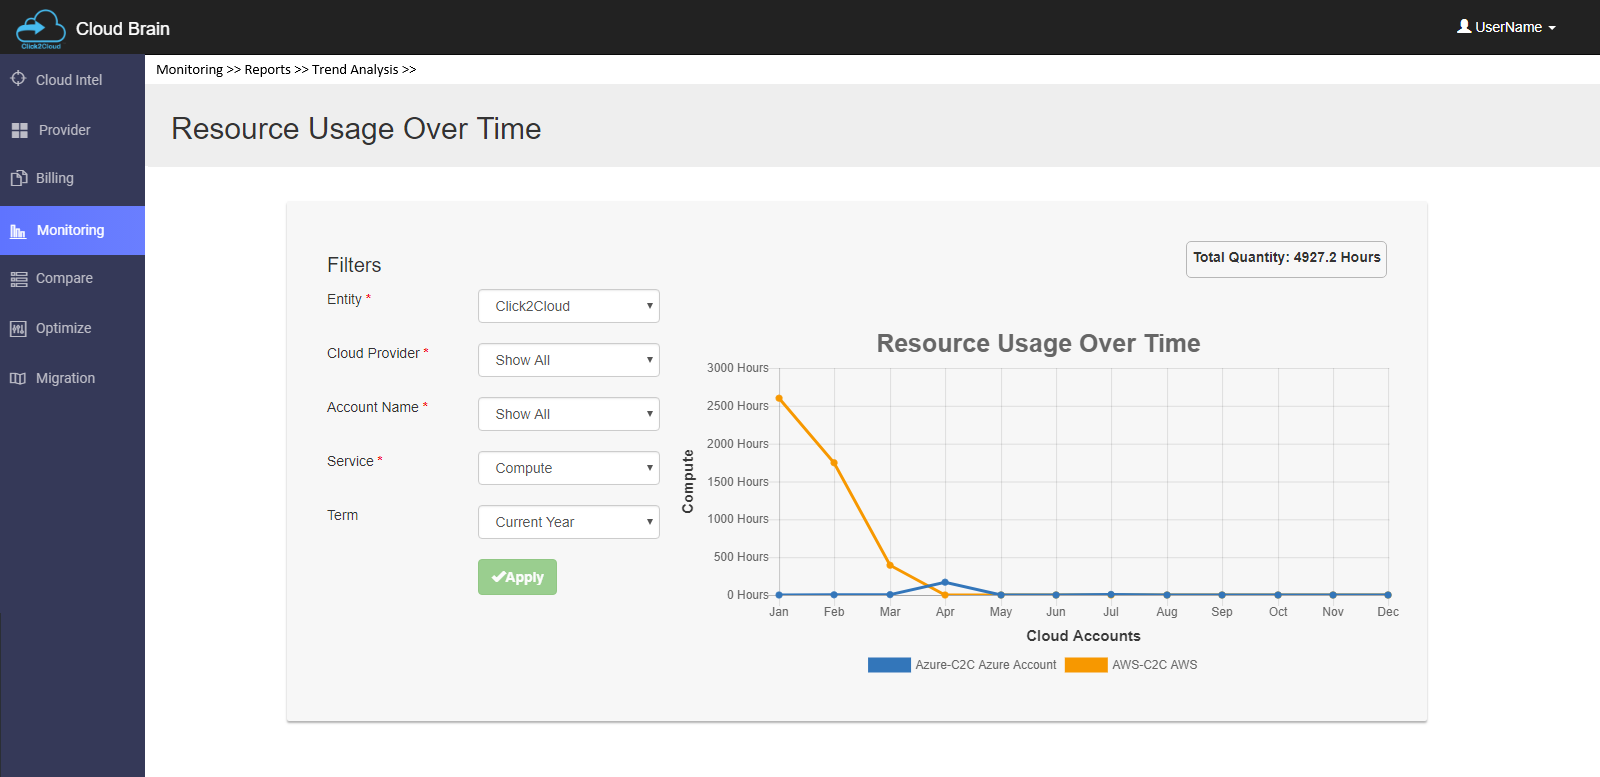 Click2Cloud
Cloud Brain
UserName
Cloud Intel
Provider
Billing
Monitoring
Compare
Optimize
Migration
Monitoring >> Reports >> Trend Analysis >>
Resource Usage Over Time
Filters
Entity *
Click2Cloud
Cloud Provider *
Show All
Account Name *
Show All
Service *
Compute
Term
Current Year
Apply
Total Quantity: 4927.2 Hours
Resource Usage Over Time
Compute
3000 Hours
2500 Hours
2000 Hours
1500 Hours
1000 Hours
500 Hours
0 Hours
Jan Feb Mar Apr May Jun Jul Aug Sep Oct Nov Dec
Cloud Accounts
Azure-C2C Azure Account AWS-C2C AWS